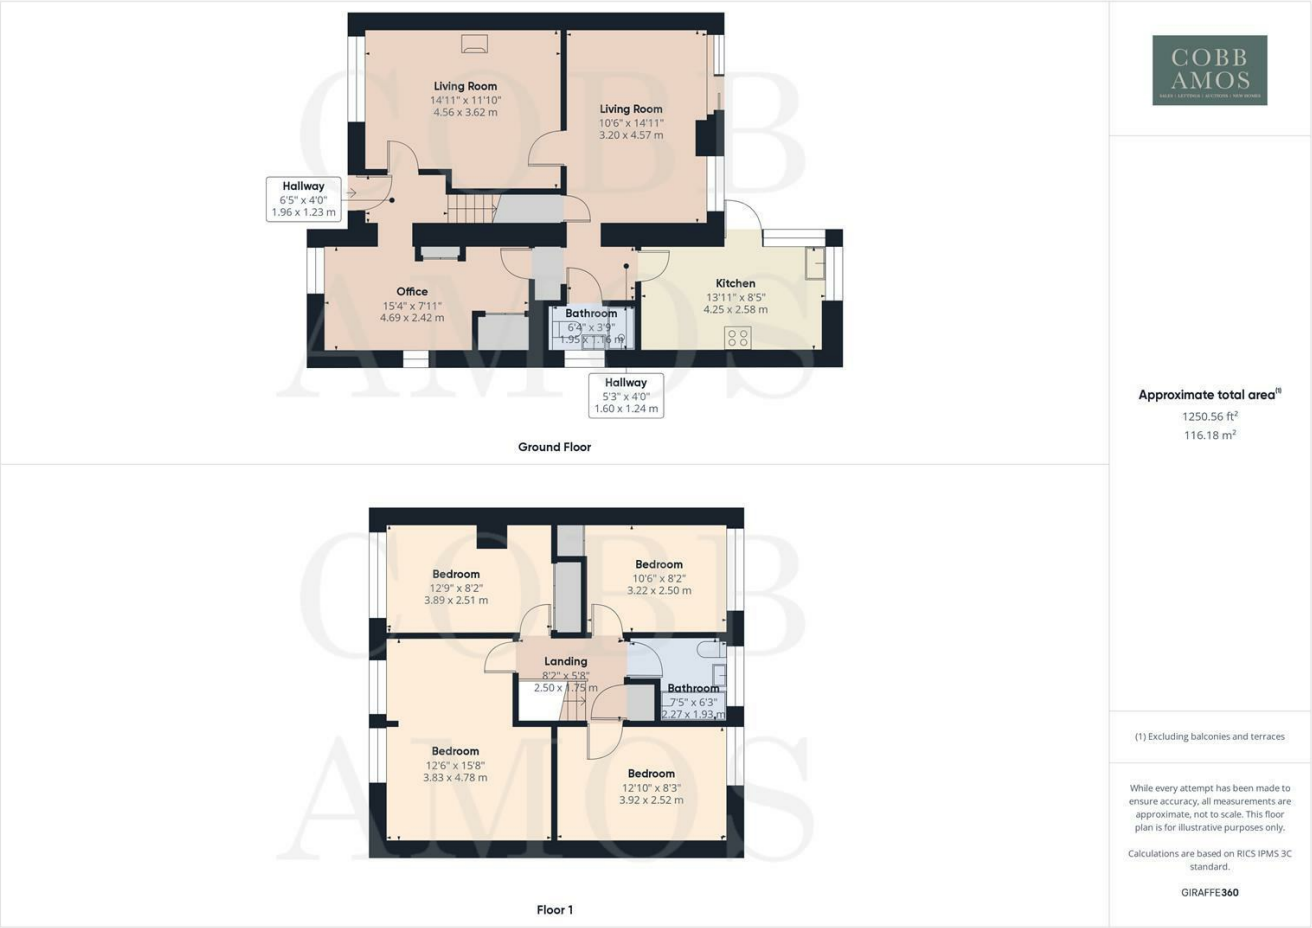 Living Room
14'11" x 11'10"
4.56 x 3.62 m
Living Room
10'6" x 14'11"
3.20 x 4.57 m
Hallway
6'5" x 4'0"
1.96 x 1.23 m
Office
15'4" x 7'11"
4.69 x 2.42 m
Bathroom
6'4" x 3'9"
1.95 x 1.16 m
Kitchen
13'11" x 8'5"
4.25 x 2.58 m
Hallway
5'3" x 4'0"
1.60 x 1.24 m
Ground Floor
COBB
AMOS
Bedroom
12'9" x 8'2"
3.89 x 2.51 m
Bedroom
10'6" x 8'2"
3.22 x 2.50 m
Landing
8'2" x 5'8"
2.50 x 1.75 m
Bathroom
7'5" x 6'3"
2.27 x 1.93 m
Bedroom
12'6" x 15'8"
3.83 x 4.78 m
Bedroom
12'10" x 8'3"
3.92 x 2.52 m
Floor 1
COBB
AMOS
COBB
AMOS
SALES | LETTINGS | AUCTIONS | NEW HOMES
Approximate total area(1)
1250.56 ft²
116.18 m²
(1) Excluding balconies and terraces
While every attempt has been made to
ensure accuracy, all measurements are
approximate, not to scale. This floor
plan is for illustrative purposes only.
Calculations are based on RICS IPMS 3C
standard.
GIRAFFE360